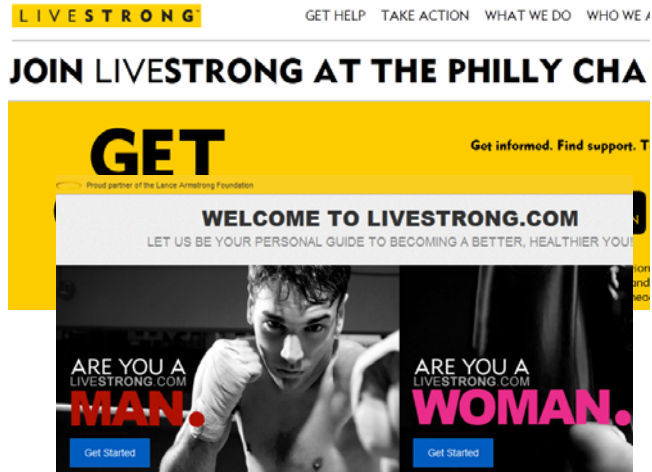 LIVESTRONG
GET HELP TAKE ACTION WHAT WE DO WHO WE
JOIN LIVESTRONG AT THE PHILLY
GET
Get informed. Find support.
Proud partner of the Lance Armstrong Foundation
WELCOME TO LIVESTRONG.COM
LET US BE YOUR PERSONAL GUIDE TO BECOMING A BETTER, HEALTHIER YOU!
ARE YOU A
LIVESTRONG.COM
MAN.
Get Started
ARE YOU A
LIVESTRONG.COM
WOMAN.
Get Started